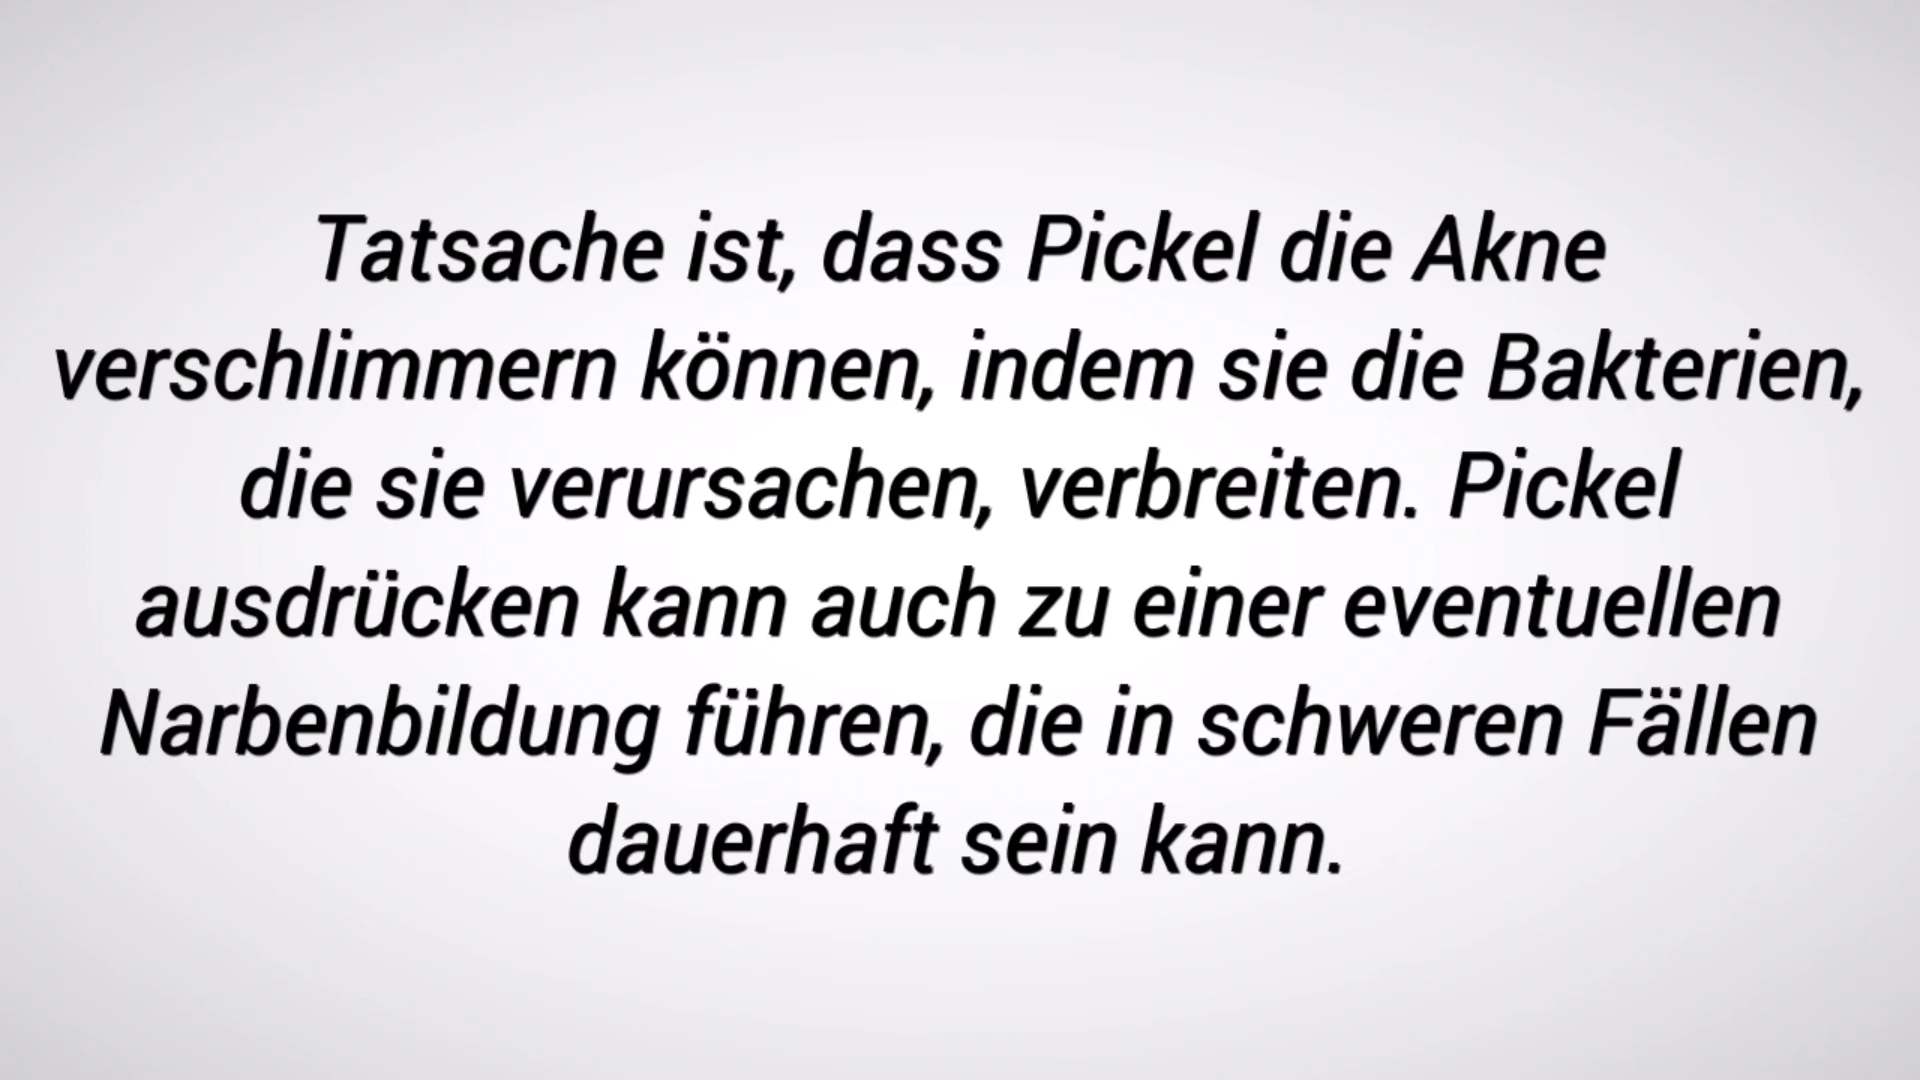 Tatsache ist, dass Pickel die Akne
verschlimmern können, indem sie die Bakterien,
die sie verursachen, verbreiten. Pickel
ausdrücken kann auch zu einer eventuellen
Narbenbildung führen, die in schweren Fällen
dauerhaft sein kann.